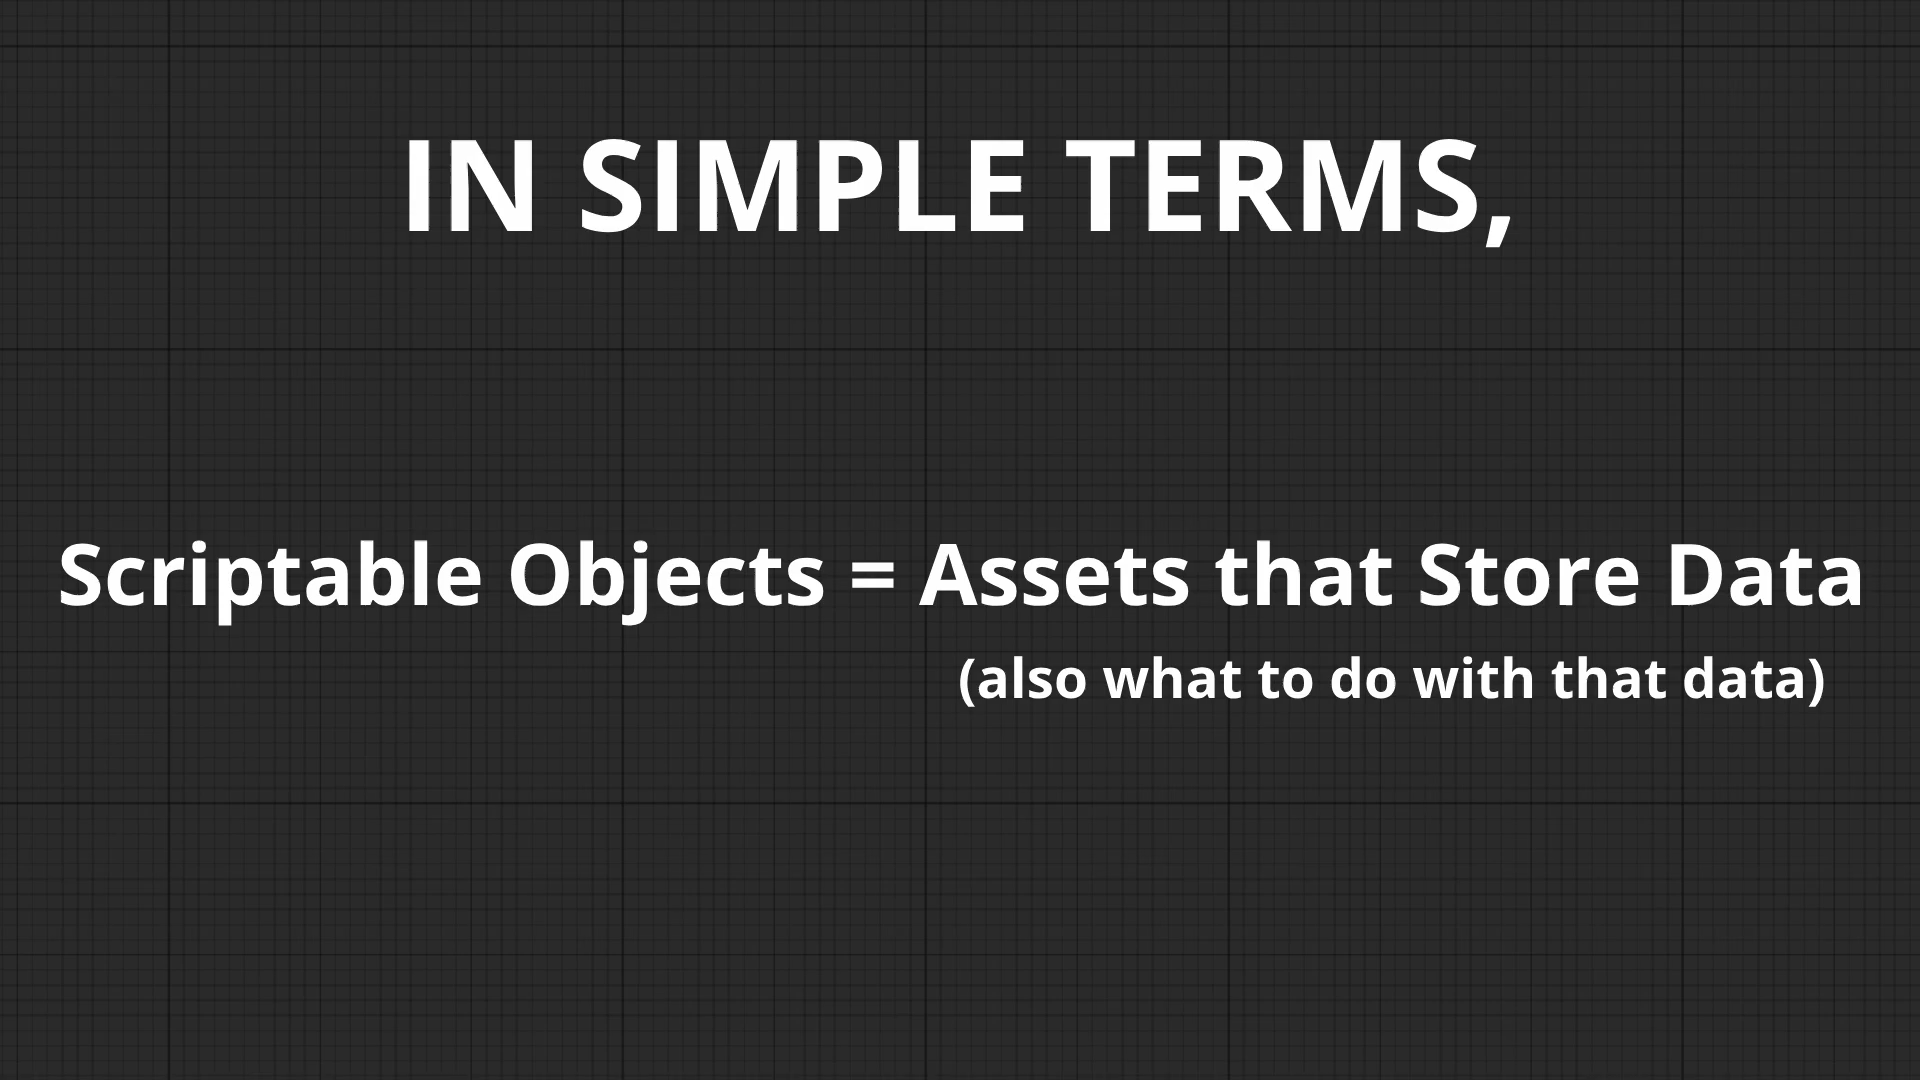 IN SIMPLE TERMS,
Scriptable Objects = Assets that Store Data
(also what to do with that data)